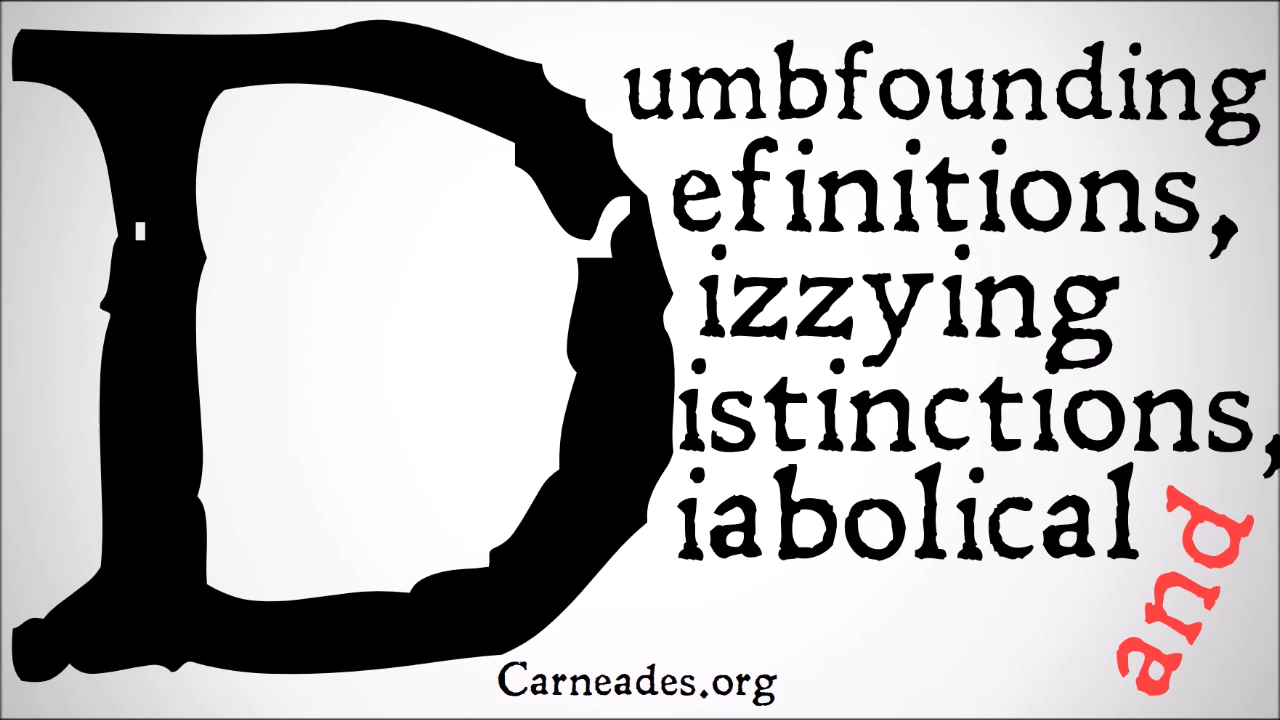 D
umbfounding
efinitions,
izzying
istinctions,
iabolical
and
Carneades.org